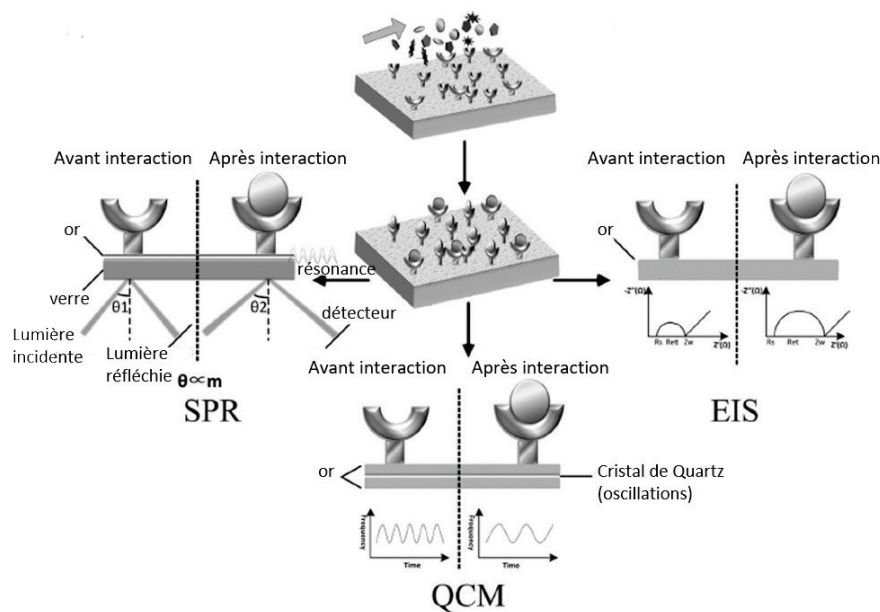 Avant interaction
Après interaction
or
verre
résonance
θ1
θ2
détecteur
Lumière
incidente
Lumière
réfléchie
θ∝m
SPR
Avant interaction
Après interaction
or
-Z''(Ω)
Rs
Ret
Zw
Z'(Ω)
-Z''(Ω)
Rs
Ret
Zw
Z'(Ω)
EIS
Avant interaction
Après interaction
or
Cristal de Quartz
(oscillations)
Frequency
Time
Frequency
Time
QCM